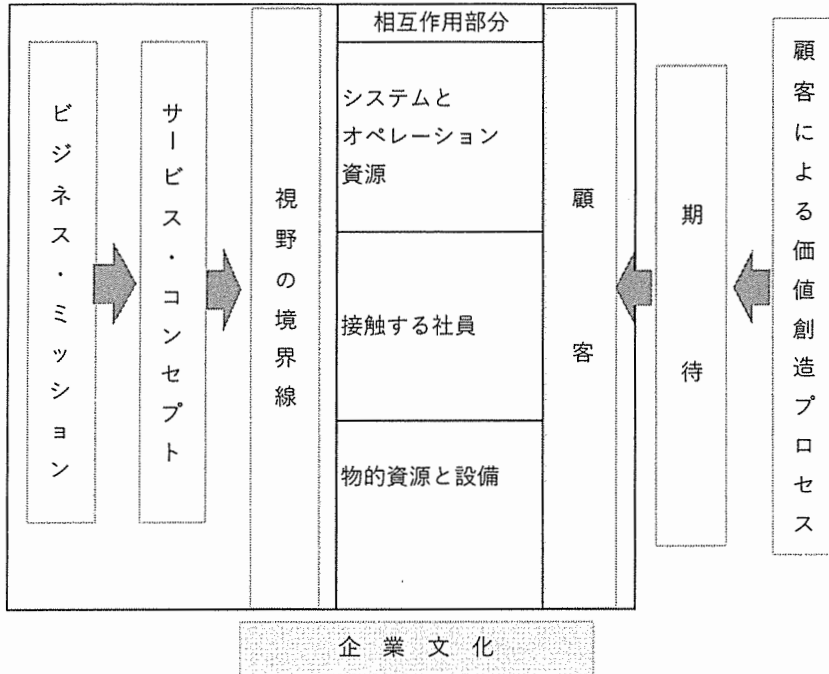 ビジネス・ミッション
サービス・コンセプト
視野の境界線
相互作用部分
システムと
オペレーション
資源
接触する社員
物的資源と設備
顧客
期待
顧客による価値創造プロセス
企業文化